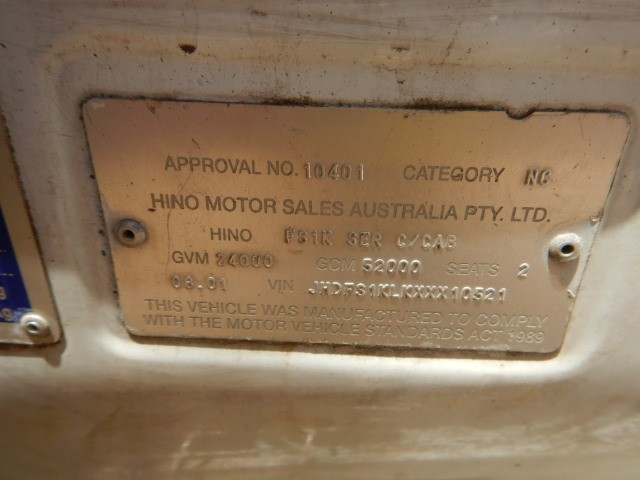 APPROVAL NO. 10401 CATEGORY NC
HINO MOTOR SALES AUSTRALIA PTY. LTD.
HINO FS1K SER C/CAB
GVM 24000 GCM 52000 SEATS 2
08.01 VIN JHDFS1KLKXXX10521
THIS VEHICLE WAS MANUFACTURED TO COMPLY
WITH THE MOTOR VEHICLE STANDARDS ACT 1989